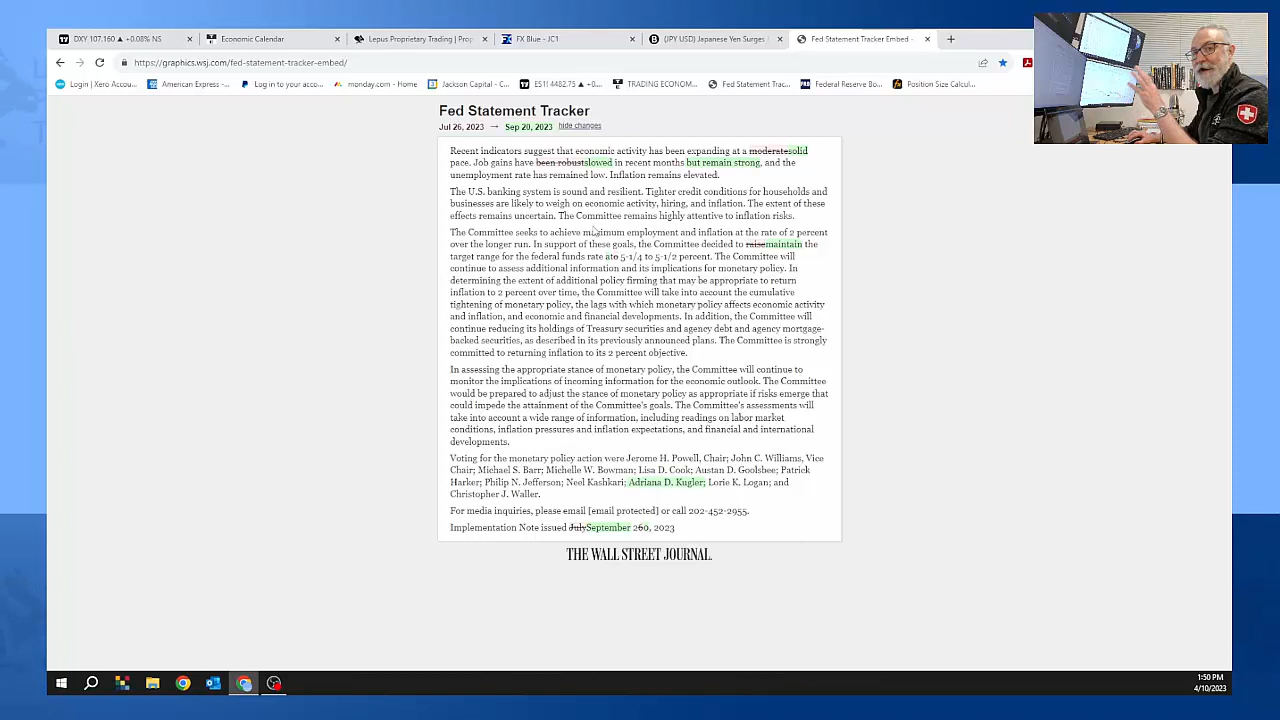 DXY 107.160 ▲ +0.08% NS
Economic Calendar
Lepus Proprietary Trading | Prop
FX Blue - JC1
(JPY USD) Japanese Yen Surges
Fed Statement Tracker Embed -
https://graphics.wsj.com/fed-statement-tracker-embed/
Login | Xero Accou...
American Express -...
Log in to your acco...
monday.com - Home
Jackson Capital - C...
ES1! 4482.75 ▲ +5...
TRADING ECONOM...
Fed Statement Trac...
Federal Reserve Bo...
Position Size Calcul...
Fed Statement Tracker
Jul 26, 2023 → Sep 20, 2023 hide changes
Recent indicators suggest that economic activity has been expanding at a moderatesolid
pace. Job gains have been robustslowed in recent months but remain strong, and the
unemployment rate has remained low. Inflation remains elevated.
The U.S. banking system is sound and resilient. Tighter credit conditions for households and
businesses are likely to weigh on economic activity, hiring, and inflation. The extent of these
effects remains uncertain. The Committee remains highly attentive to inflation risks.
The Committee seeks to achieve maximum employment and inflation at the rate of 2 percent
over the longer run. In support of these goals, the Committee decided to raisemaintain the
target range for the federal funds rate ato 5-1/4 to 5-1/2 percent. The Committee will
continue to assess additional information and its implications for monetary policy. In
determining the extent of additional policy firming that may be appropriate to return
inflation to 2 percent over time, the Committee will take into account the cumulative
tightening of monetary policy, the lags with which monetary policy affects economic activity
and inflation, and economic and financial developments. In addition, the Committee will
continue reducing its holdings of Treasury securities and agency debt and agency mortgage-
backed securities, as described in its previously announced plans. The Committee is strongly
committed to returning inflation to its 2 percent objective.
In assessing the appropriate stance of monetary policy, the Committee will continue to
monitor the implications of incoming information for the economic outlook. The Committee
would be prepared to adjust the stance of monetary policy as appropriate if risks emerge that
could impede the attainment of the Committee's goals. The Committee's assessments will
take into account a wide range of information, including readings on labor market
conditions, inflation pressures and inflation expectations, and financial and international
developments.
Voting for the monetary policy action were Jerome H. Powell, Chair; John C. Williams, Vice
Chair; Michael S. Barr; Michelle W. Bowman; Lisa D. Cook; Austan D. Goolsbee; Patrick
Harker; Philip N. Jefferson; Neel Kashkari; Adriana D. Kugler; Lorie K. Logan; and
Christopher J. Waller.
For media inquiries, please email [email protected] or call 202-452-2955.
Implementation Note issued JulySeptember 260, 2023
THE WALL STREET JOURNAL.
1:50 PM
4/10/2023